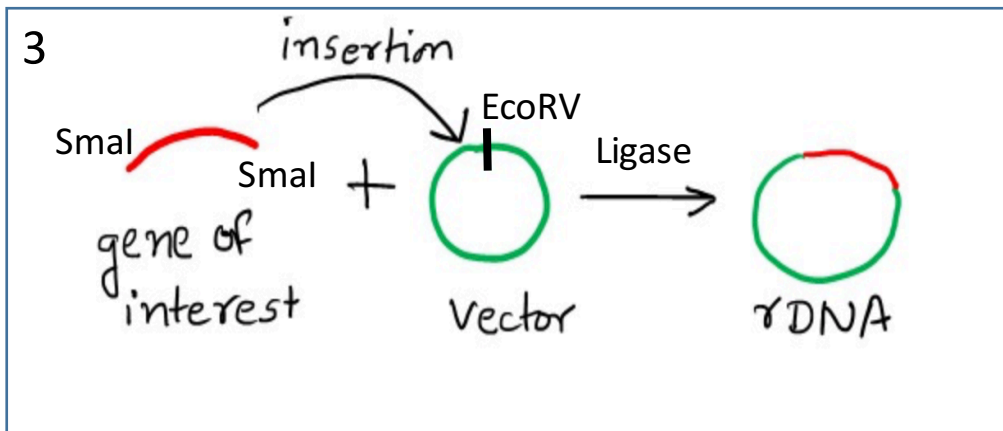 3
insertion
EcoRV
SmaI
SmaI
Ligase
+
gene of
interest
Vector
rDNA